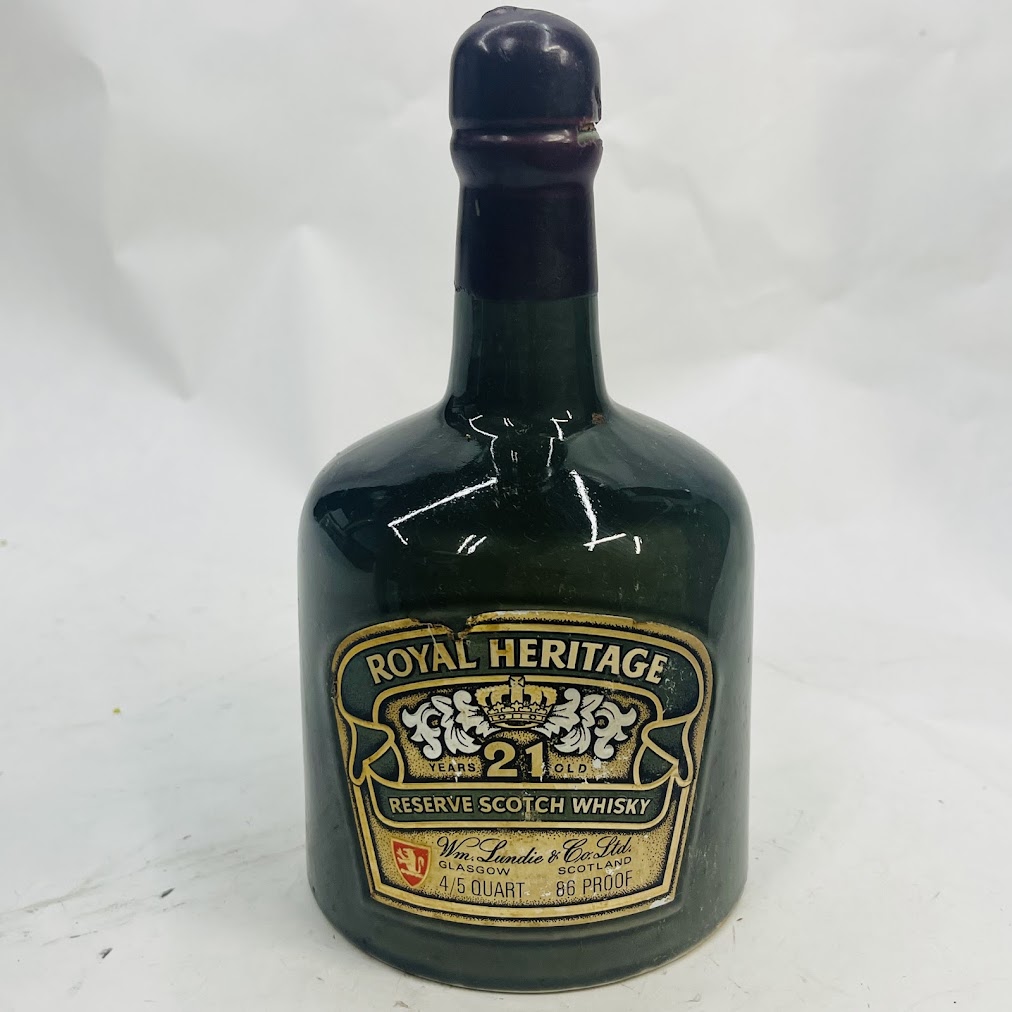 ROYAL HERITAGE
YEARS 21 OLD
RESERVE SCOTCH WHISKY
Wm. Lundie & Co. Ltd.
GLASGOW SCOTLAND
4/5 QUART 86 PROOF